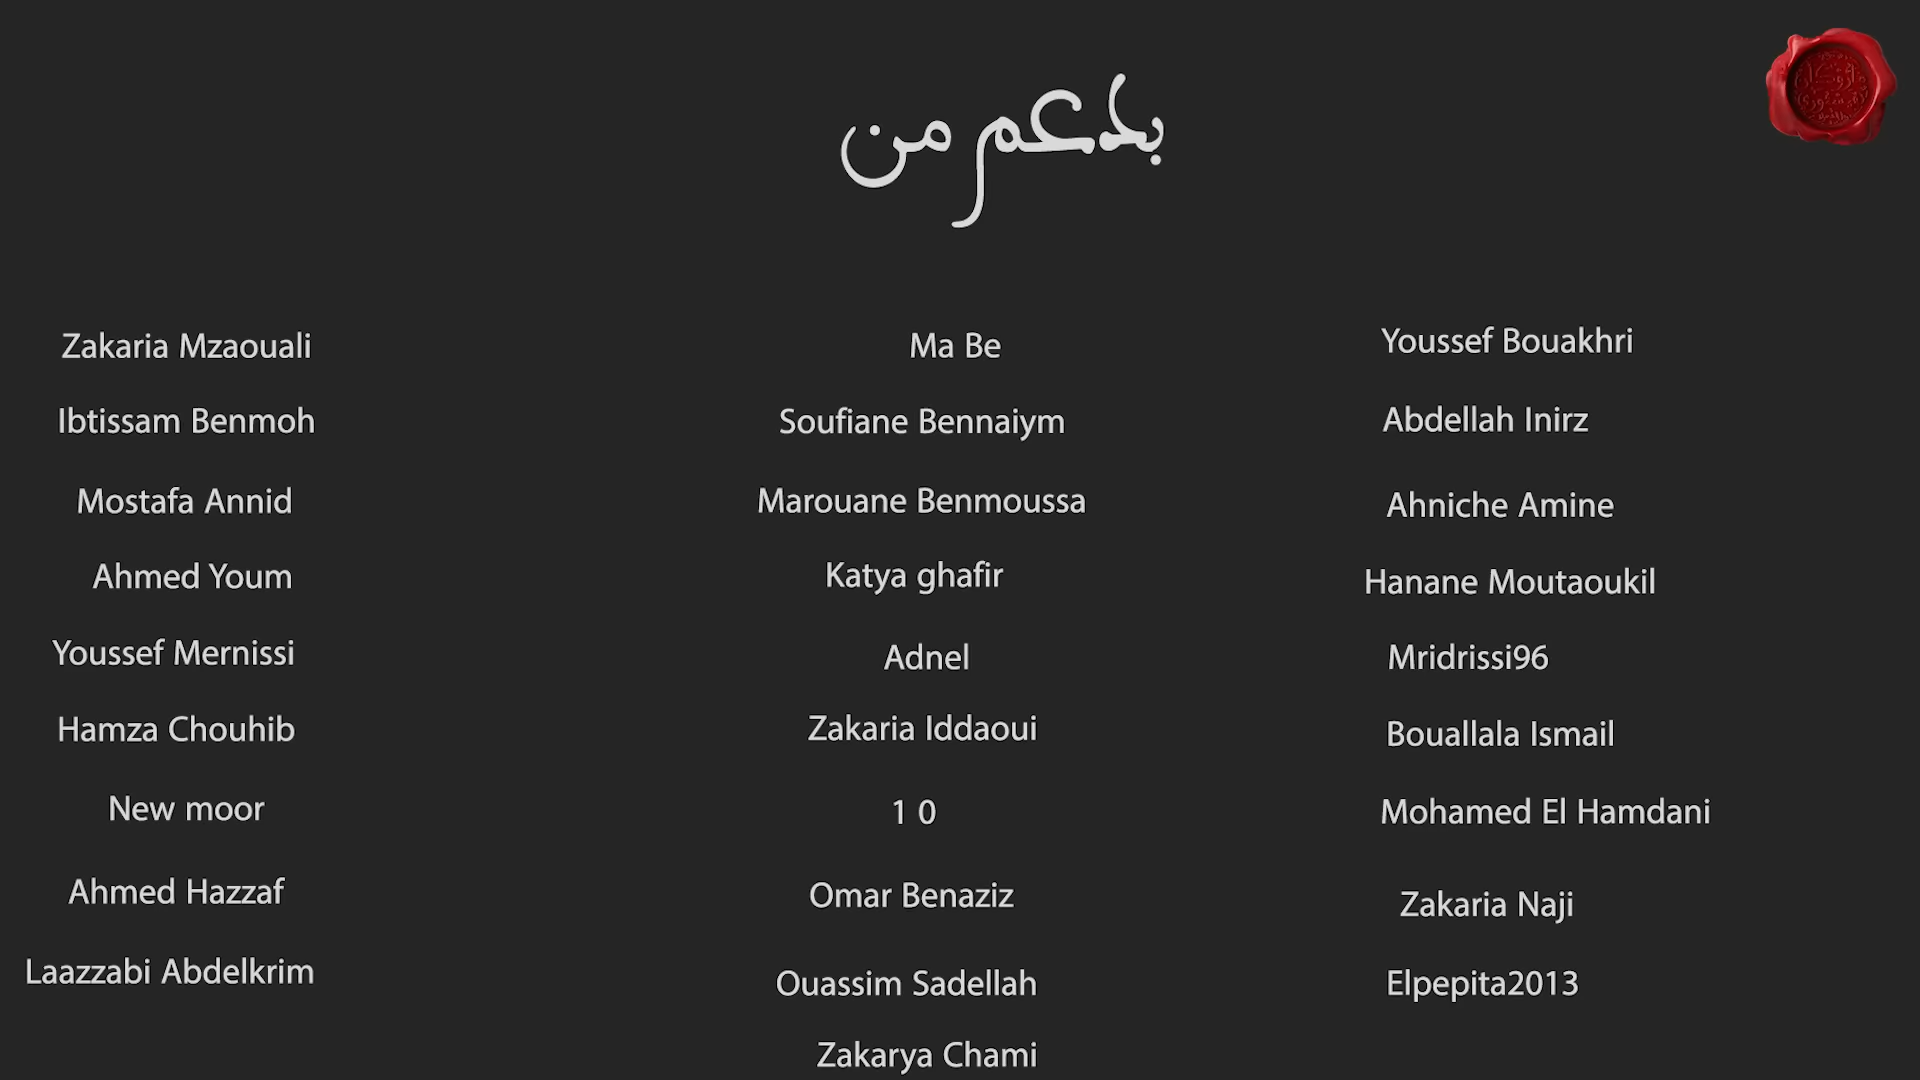 بدعم من
Zakaria Mzaouali
Ibtissam Benmoh
Mostafa Annid
Ahmed Youm
Youssef Mernissi
Hamza Chouhib
New moor
Ahmed Hazzaf
Laazzabi Abdelkrim
Ma Be
Soufiane Bennaiym
Marouane Benmoussa
Katya ghafir
Adnel
Zakaria Iddaoui
1 0
Omar Benaziz
Ouassim Sadellah
Zakarya Chami
Youssef Bouakhri
Abdellah Inirz
Ahniche Amine
Hanane Moutaoukil
Mridrissi96
Bouallala Ismail
Mohamed El Hamdani
Zakaria Naji
Elpepita2013